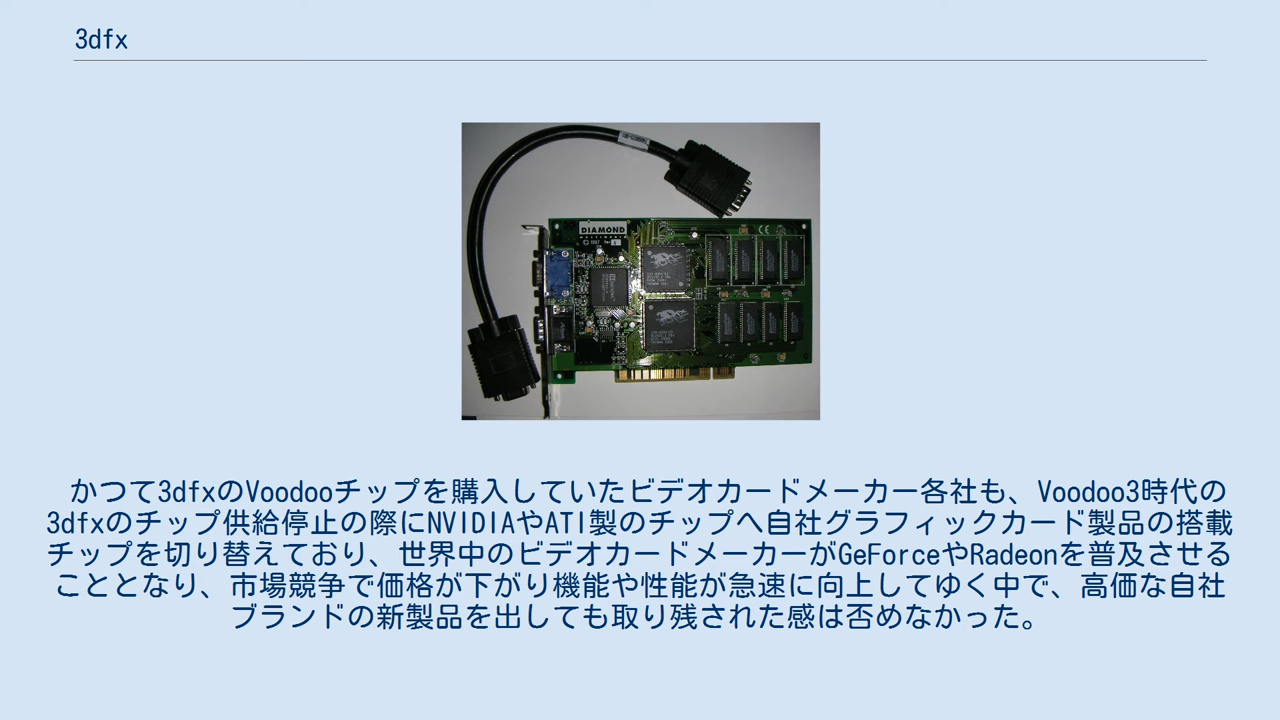 3dfx
DIAMOND
MULTIMEDIA
© 1997
CE
かつて3dfxのVoodooチップを購入していたビデオカードメーカー各社も、Voodoo3時代の
3dfxのチップ供給停止の際にNVIDIAやATI製のチップへ自社グラフィックカード製品の搭載
チップを切り替えており、世界中のビデオカードメーカーがGeForceやRadeonを普及させる
こととなり、市場競争で価格が下がり機能や性能が急速に向上してゆく中で、高価な自社
ブランドの新製品を出しても取り残された感は否めなかった。